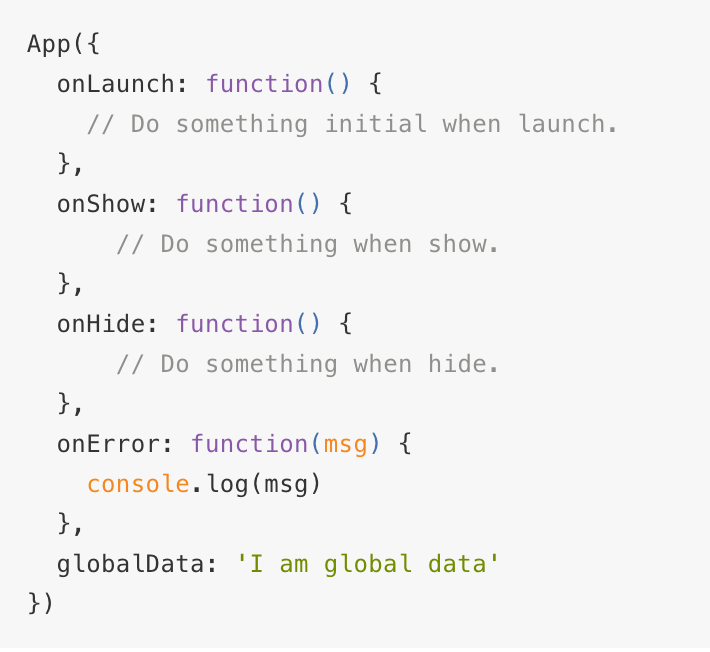 App({
  onLaunch: function() {
    // Do something initial when launch.
  },
  onShow: function() {
      // Do something when show.
  },
  onHide: function() {
      // Do something when hide.
  },
  onError: function(msg) {
    console.log(msg)
  },
  globalData: 'I am global data'
})